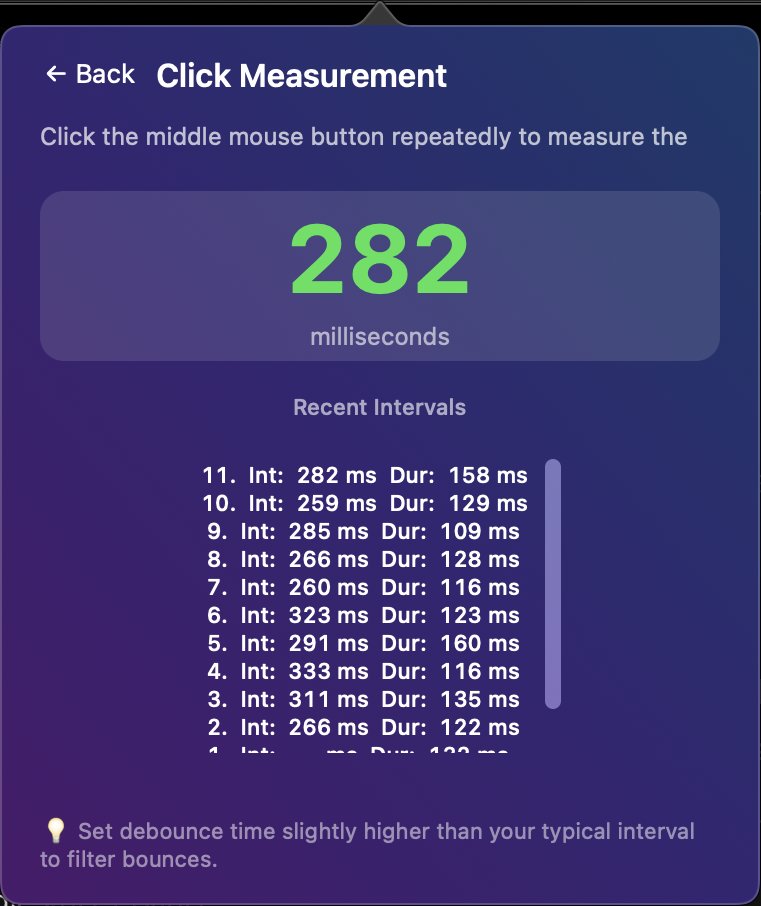 ← Back Click Measurement
Click the middle mouse button repeatedly to measure the
282
milliseconds
Recent Intervals
11. Int: 282 ms Dur: 158 ms
10. Int: 259 ms Dur: 129 ms
9. Int: 285 ms Dur: 109 ms
8. Int: 266 ms Dur: 128 ms
7. Int: 260 ms Dur: 116 ms
6. Int: 323 ms Dur: 123 ms
5. Int: 291 ms Dur: 160 ms
4. Int: 333 ms Dur: 116 ms
3. Int: 311 ms Dur: 135 ms
2. Int: 266 ms Dur: 122 ms
1. Int: ms Dur:
💡 Set debounce time slightly higher than your typical interval
to filter bounces.